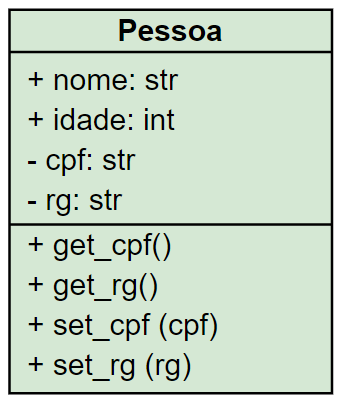 Pessoa
+ nome: str
+ idade: int
- cpf: str
- rg: str
+ get_cpf()
+ get_rg()
+ set_cpf (cpf)
+ set_rg (rg)